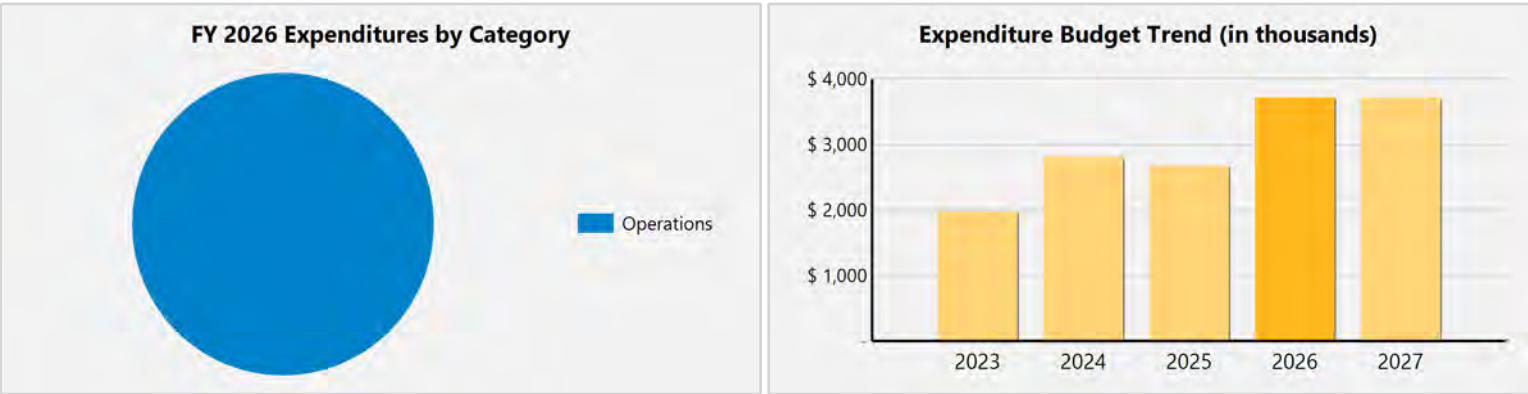 FY 2026 Expenditures by Category
Operations
Expenditure Budget Trend (in thousands)
$ 4,000
$ 3,000
$ 2,000
$ 1,000
-
2023 2024 2025 2026 2027